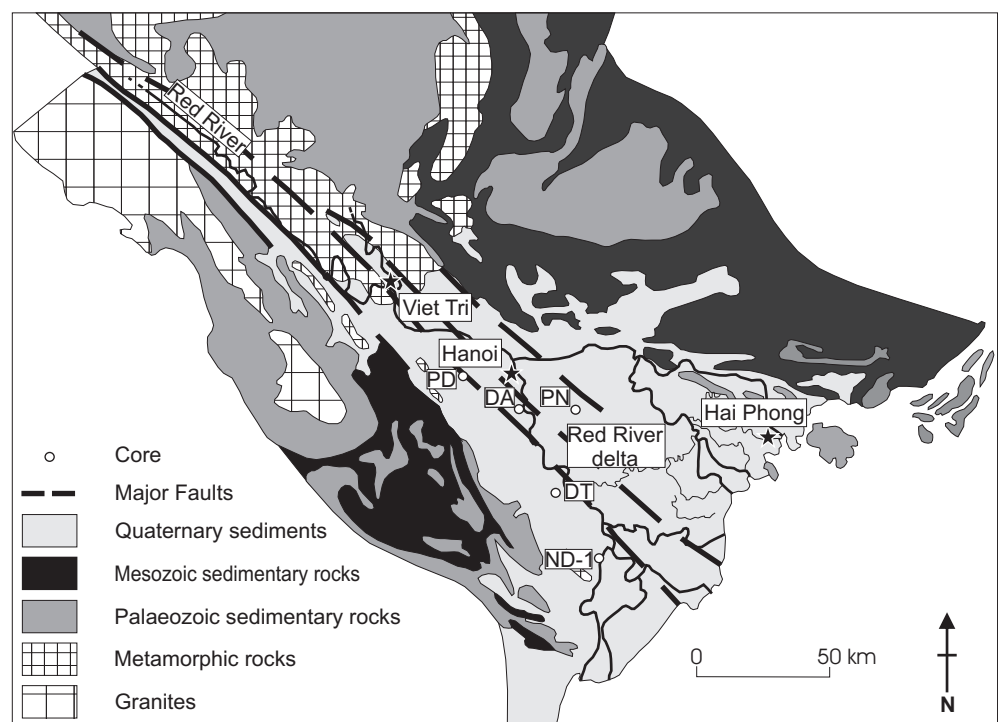 Red River
Viet Tri
Hanoi
PD
DA
PN
Hai Phong
Red River
delta
DT
ND-1
Core
Major Faults
Quaternary sediments
Mesozoic sedimentary rocks
Palaeozoic sedimentary rocks
Metamorphic rocks
Granites
0
50 km
N